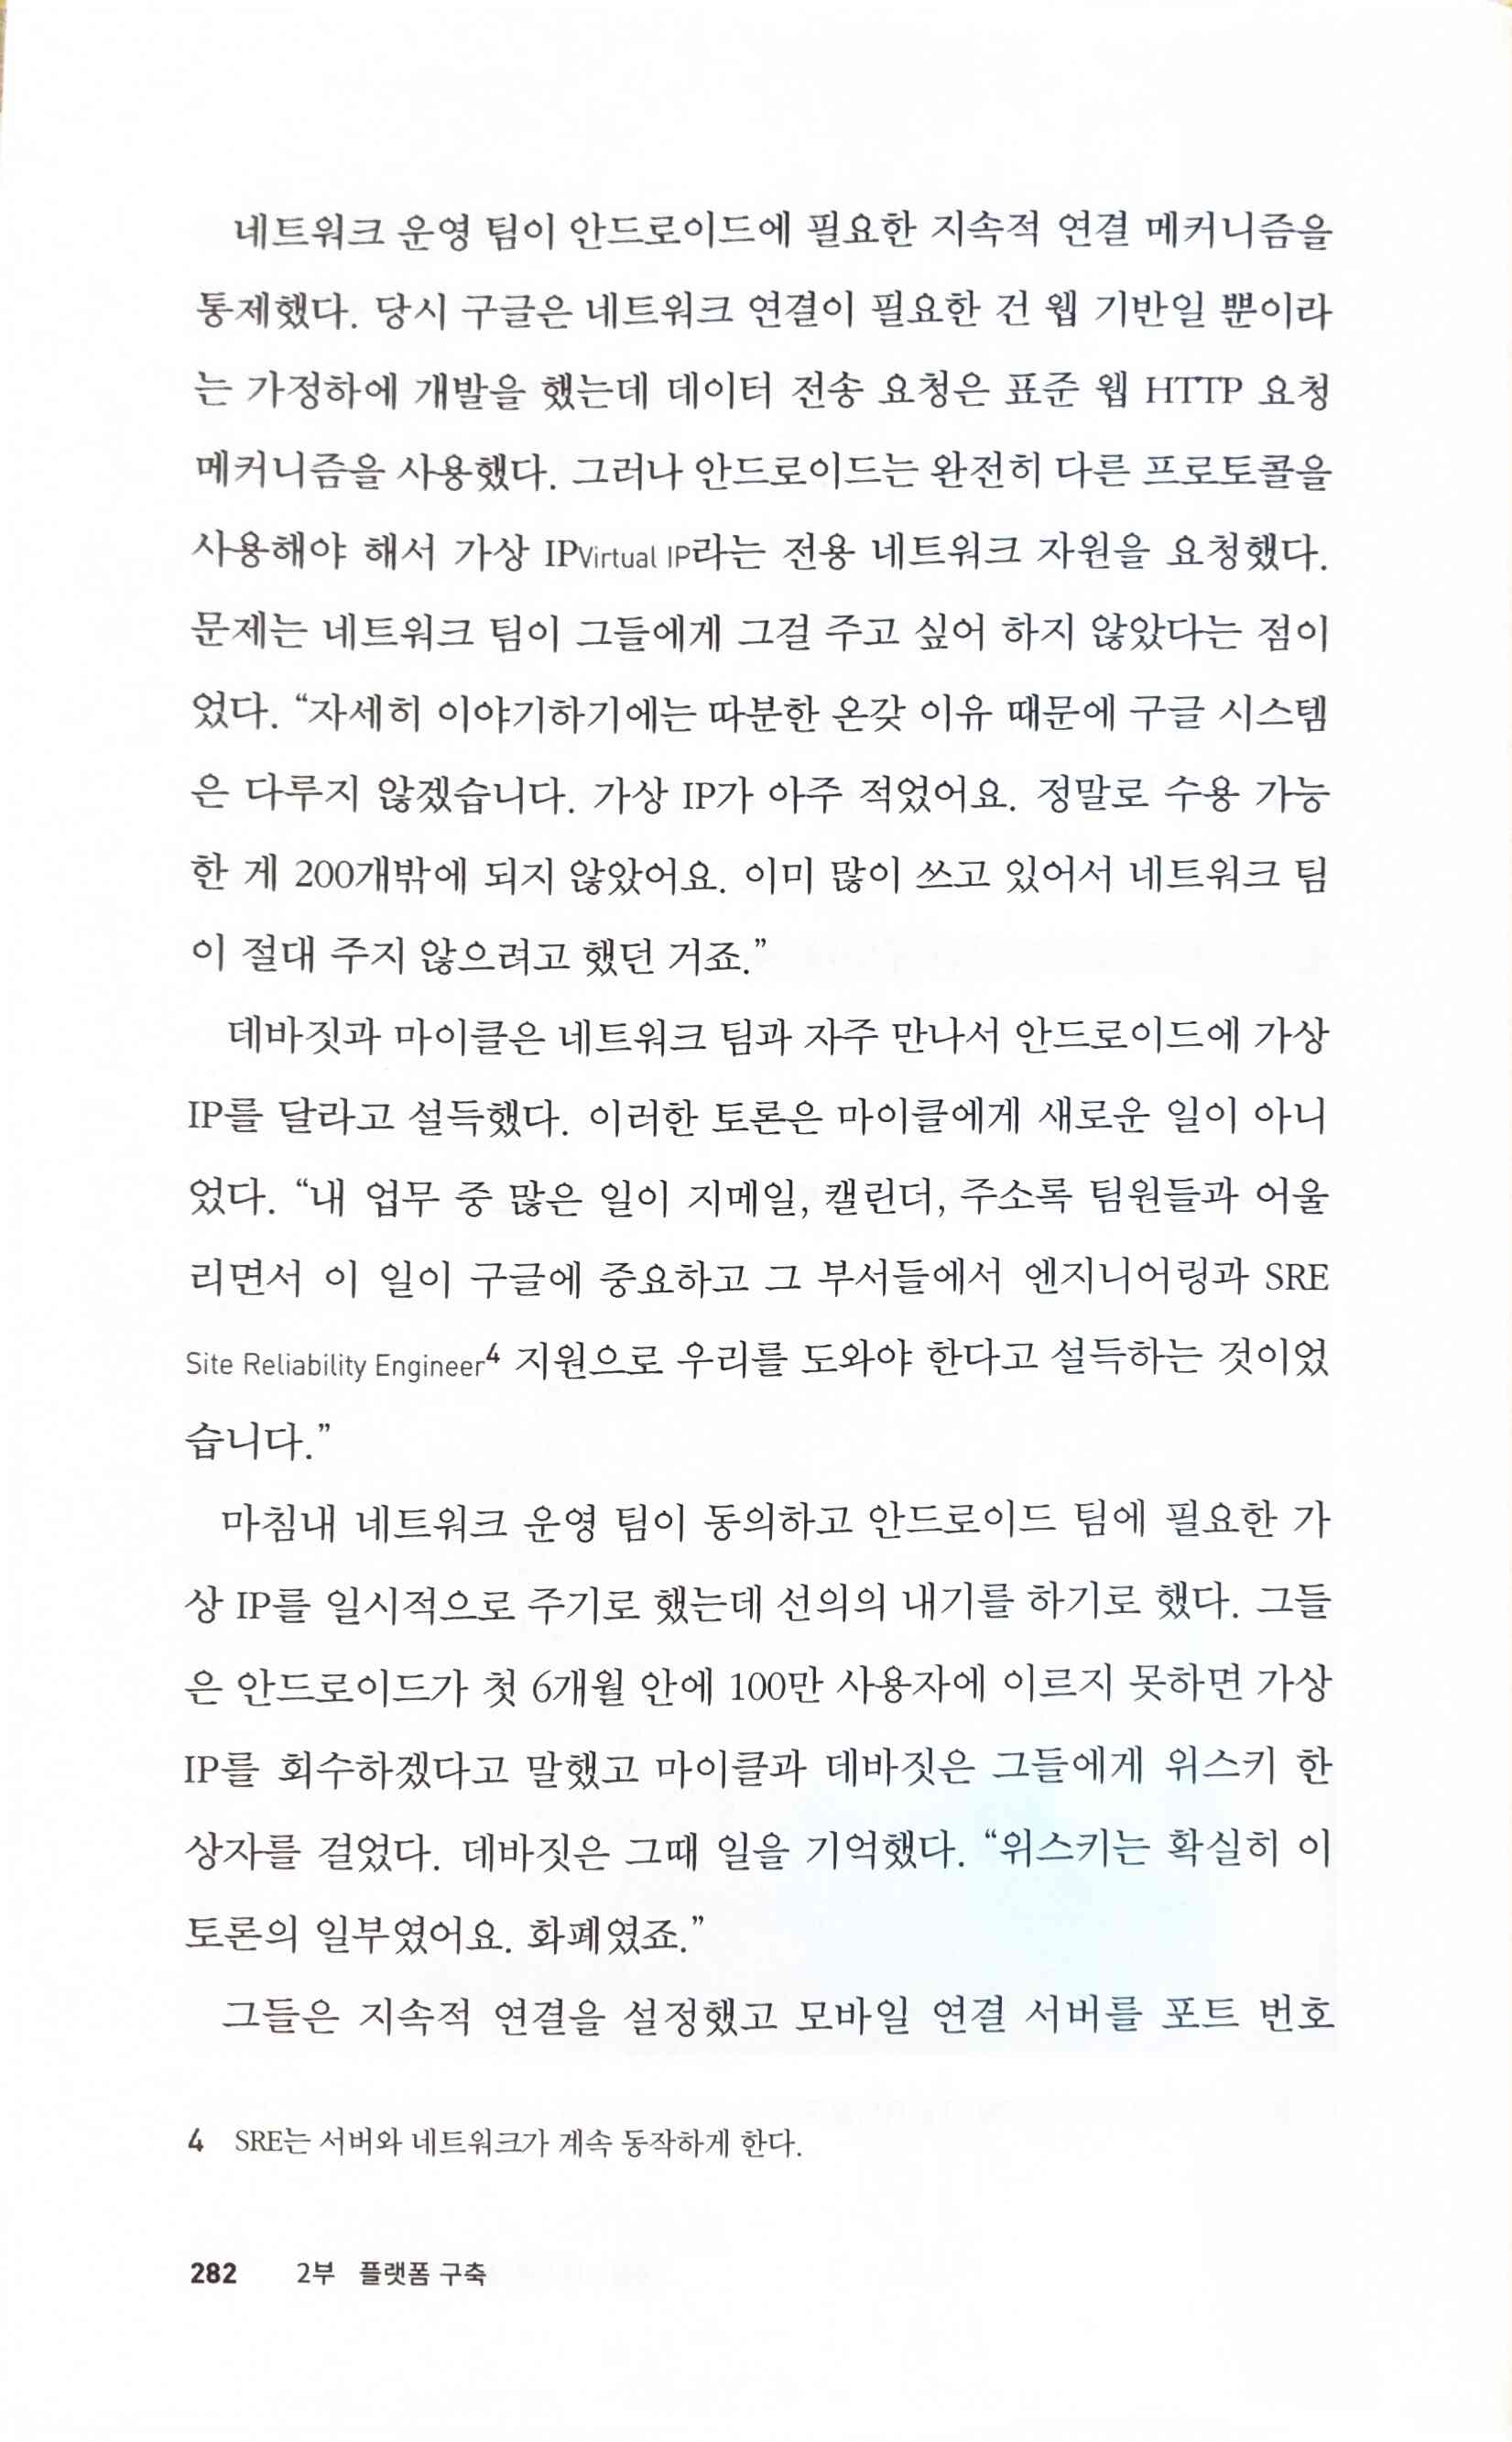 네트워크 운영 팀이 안드로이드에 필요한 지속적 연결 메커니즘을
통제했다. 당시 구글은 네트워크 연결이 필요한 건 웹 기반일 뿐이라
는 가정하에 개발을 했는데 데이터 전송 요청은 표준 웹 HTTP 요청
메커니즘을 사용했다. 그러나 안드로이드는 완전히 다른 프로토콜을
사용해야 해서 가상 IPVirtual IP라는 전용 네트워크 자원을 요청했다.
문제는 네트워크 팀이 그들에게 그걸 주고 싶어 하지 않았다는 점이
었다. “자세히 이야기하기에는 따분한 온갖 이유 때문에 구글 시스템
은 다루지 않겠습니다. 가상 IP가 아주 적었어요. 정말로 수용 가능
한 게 200개밖에 되지 않았어요. 이미 많이 쓰고 있어서 네트워크 팀
이 절대 주지 않으려고 했던 거죠.”
데바짓과 마이클은 네트워크 팀과 자주 만나서 안드로이드에 가상
IP를 달라고 설득했다. 이러한 토론은 마이클에게 새로운 일이 아니
었다. “내 업무 중 많은 일이 지메일, 캘린더, 주소록 팀원들과 어울
리면서 이 일이 구글에 중요하고 그 부서들에서 엔지니어링과 SRE
Site Reliability Engineer4 지원으로 우리를 도와야 한다고 설득하는 것이었
습니다.”
마침내 네트워크 운영 팀이 동의하고 안드로이드 팀에 필요한 가
상 IP를 일시적으로 주기로 했는데 선의의 내기를 하기로 했다. 그들
은 안드로이드가 첫 6개월 안에 100만 사용자에 이르지 못하면 가상
IP를 회수하겠다고 말했고 마이클과 데바짓은 그들에게 위스키 한
상자를 걸었다. 데바짓은 그때 일을 기억했다. “위스키는 확실히 이
토론의 일부였어요. 화폐였죠.”
그들은 지속적 연결을 설정했고 모바일 연결 서버를 포트 번호
4 SRE는 서버와 네트워크가 계속 동작하게 한다.
282 2부 플랫폼 구축